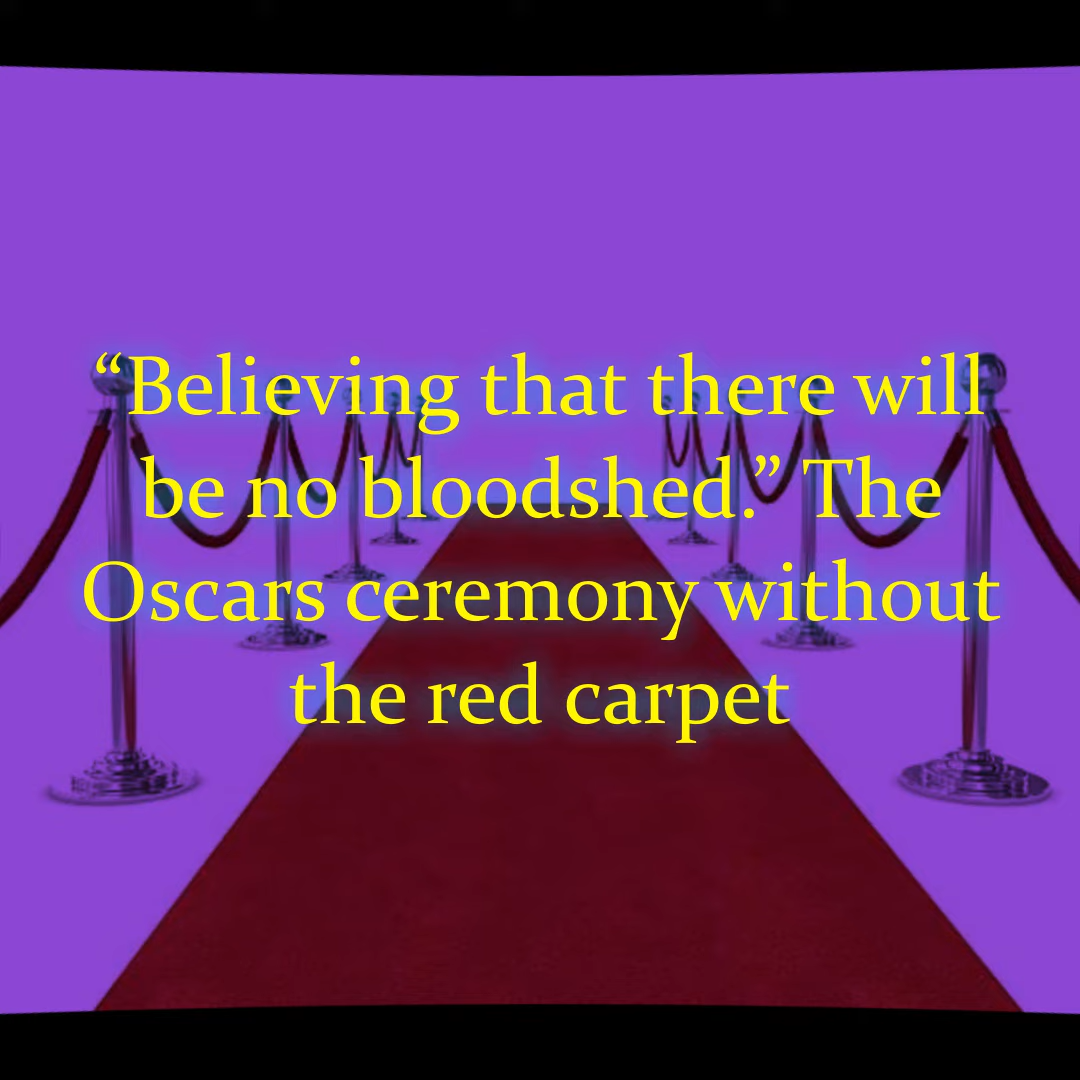 “Believing that there will
be no bloodshed.” The
Oscars ceremony without
the red carpet